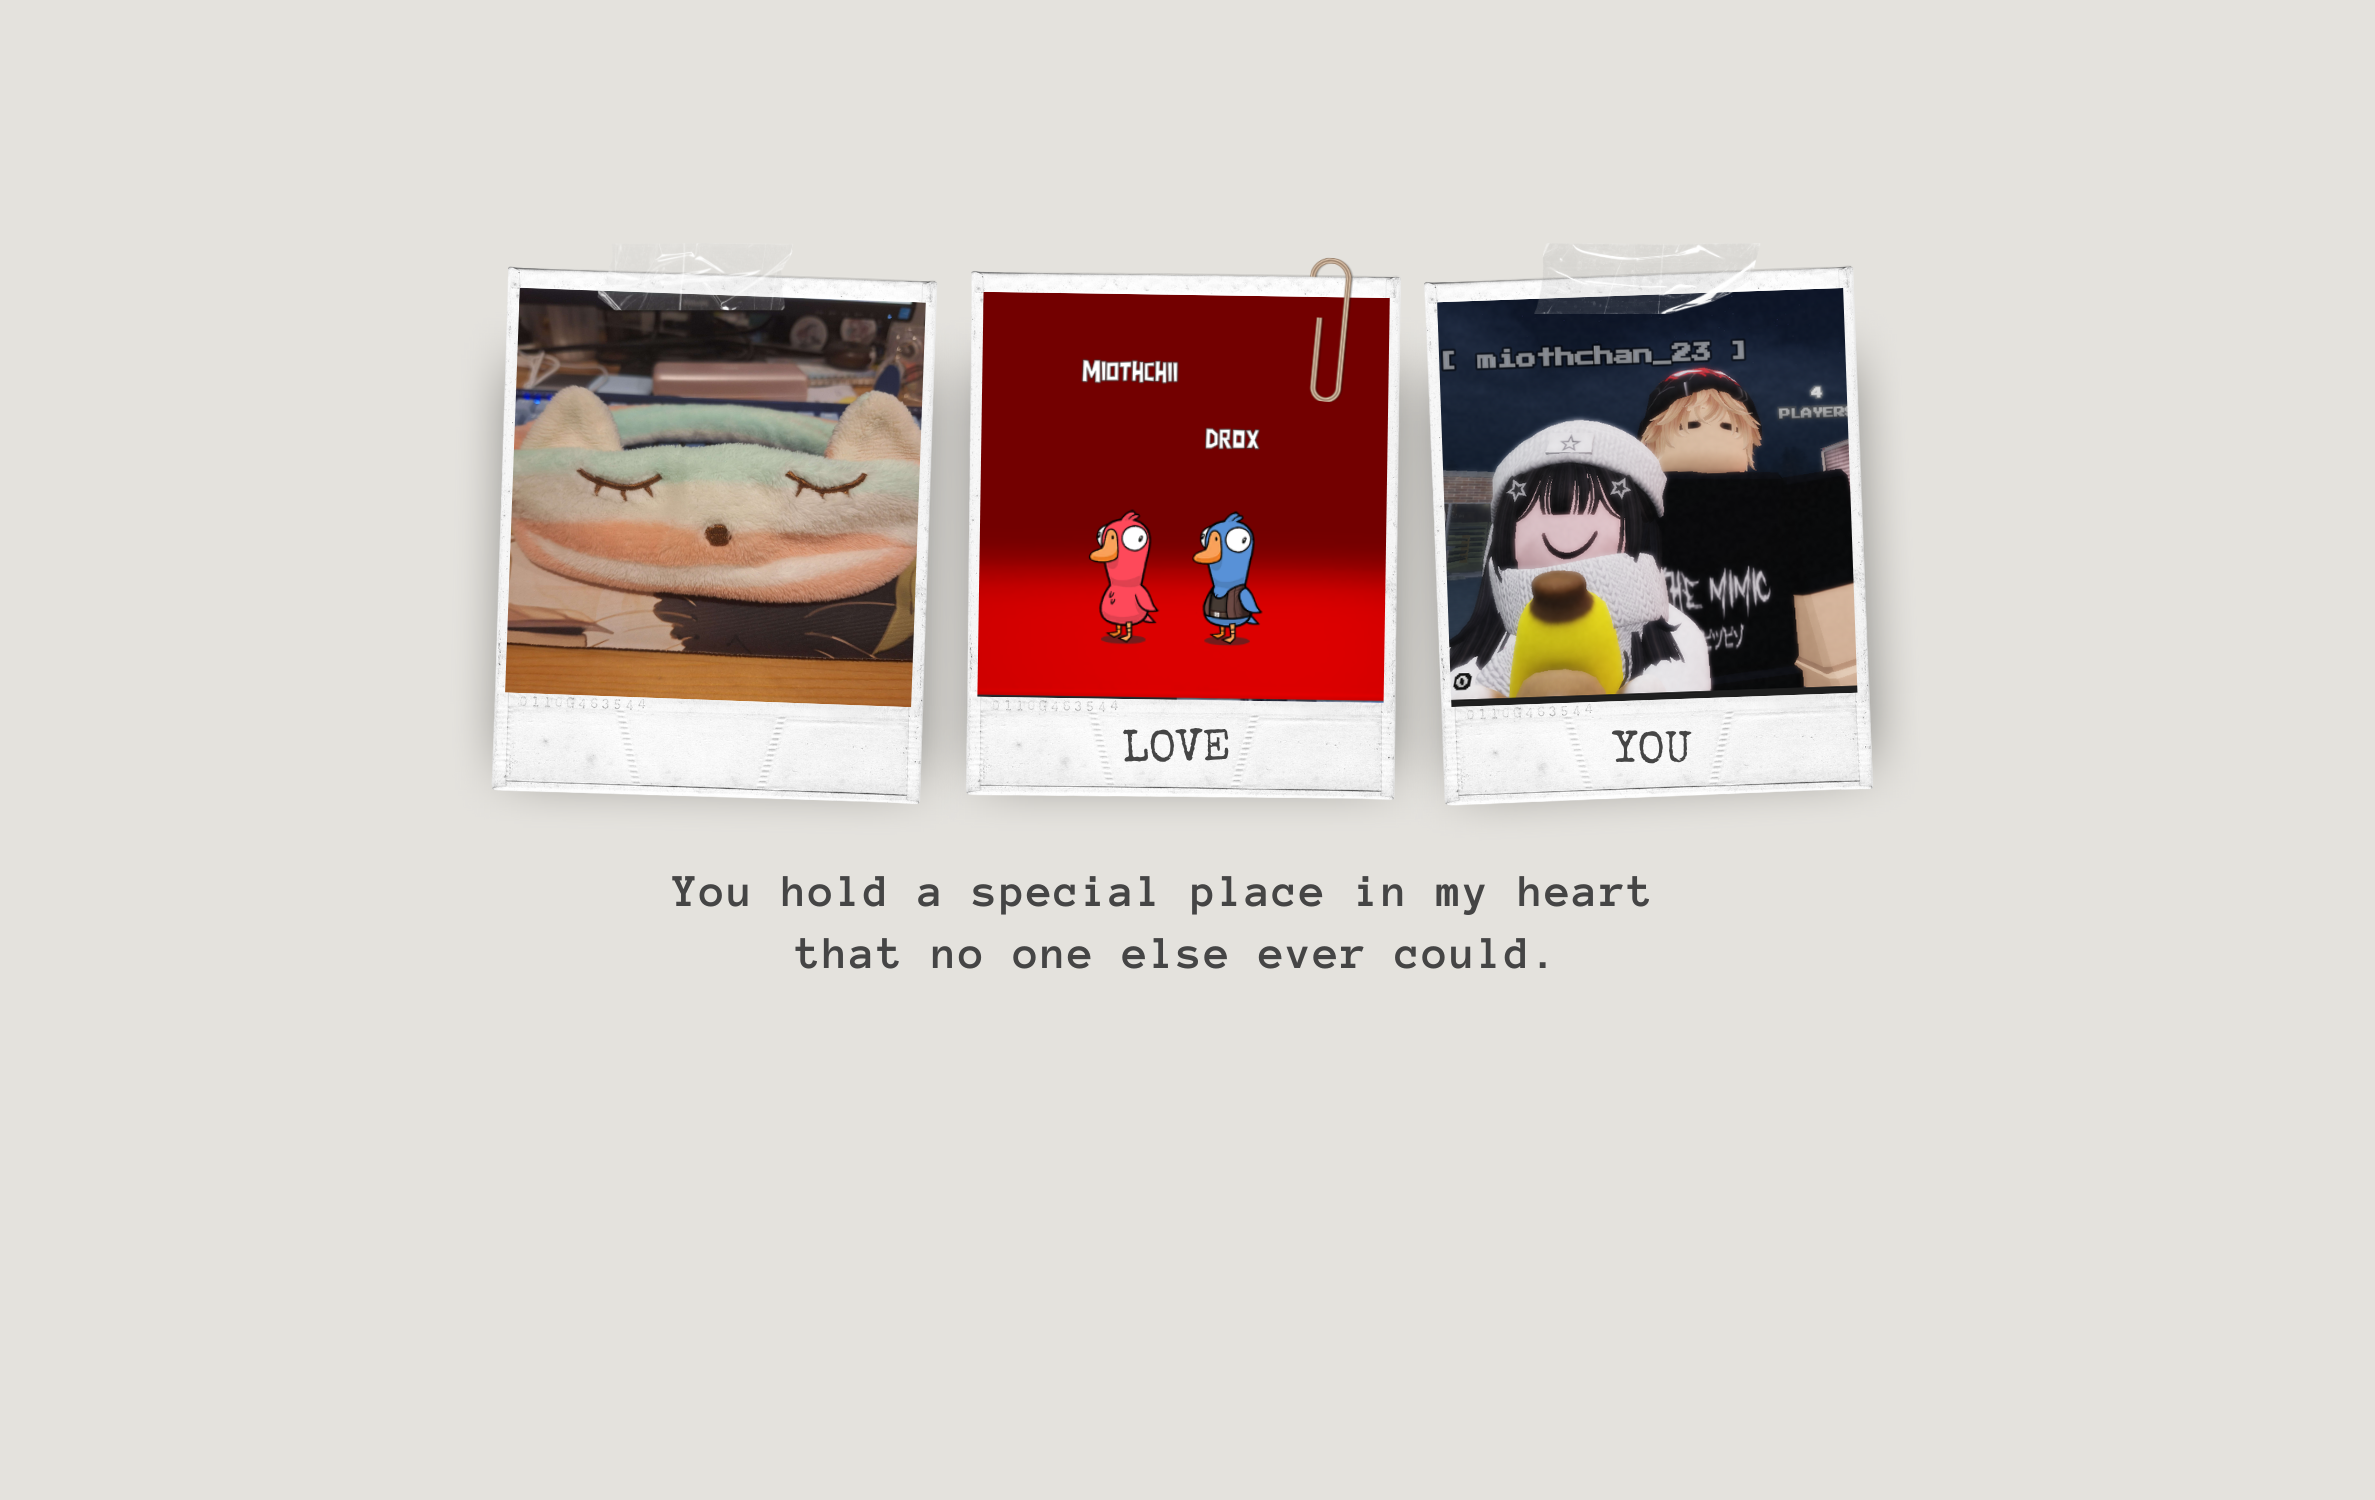 MIOTHCHII
DROX
[ miothchan_23 ]
4
PLAYERS
THE MIMIC
0110G463544
0110G463544
LOVE
0110G463544
YOU
You hold a special place in my heart
that no one else ever could.